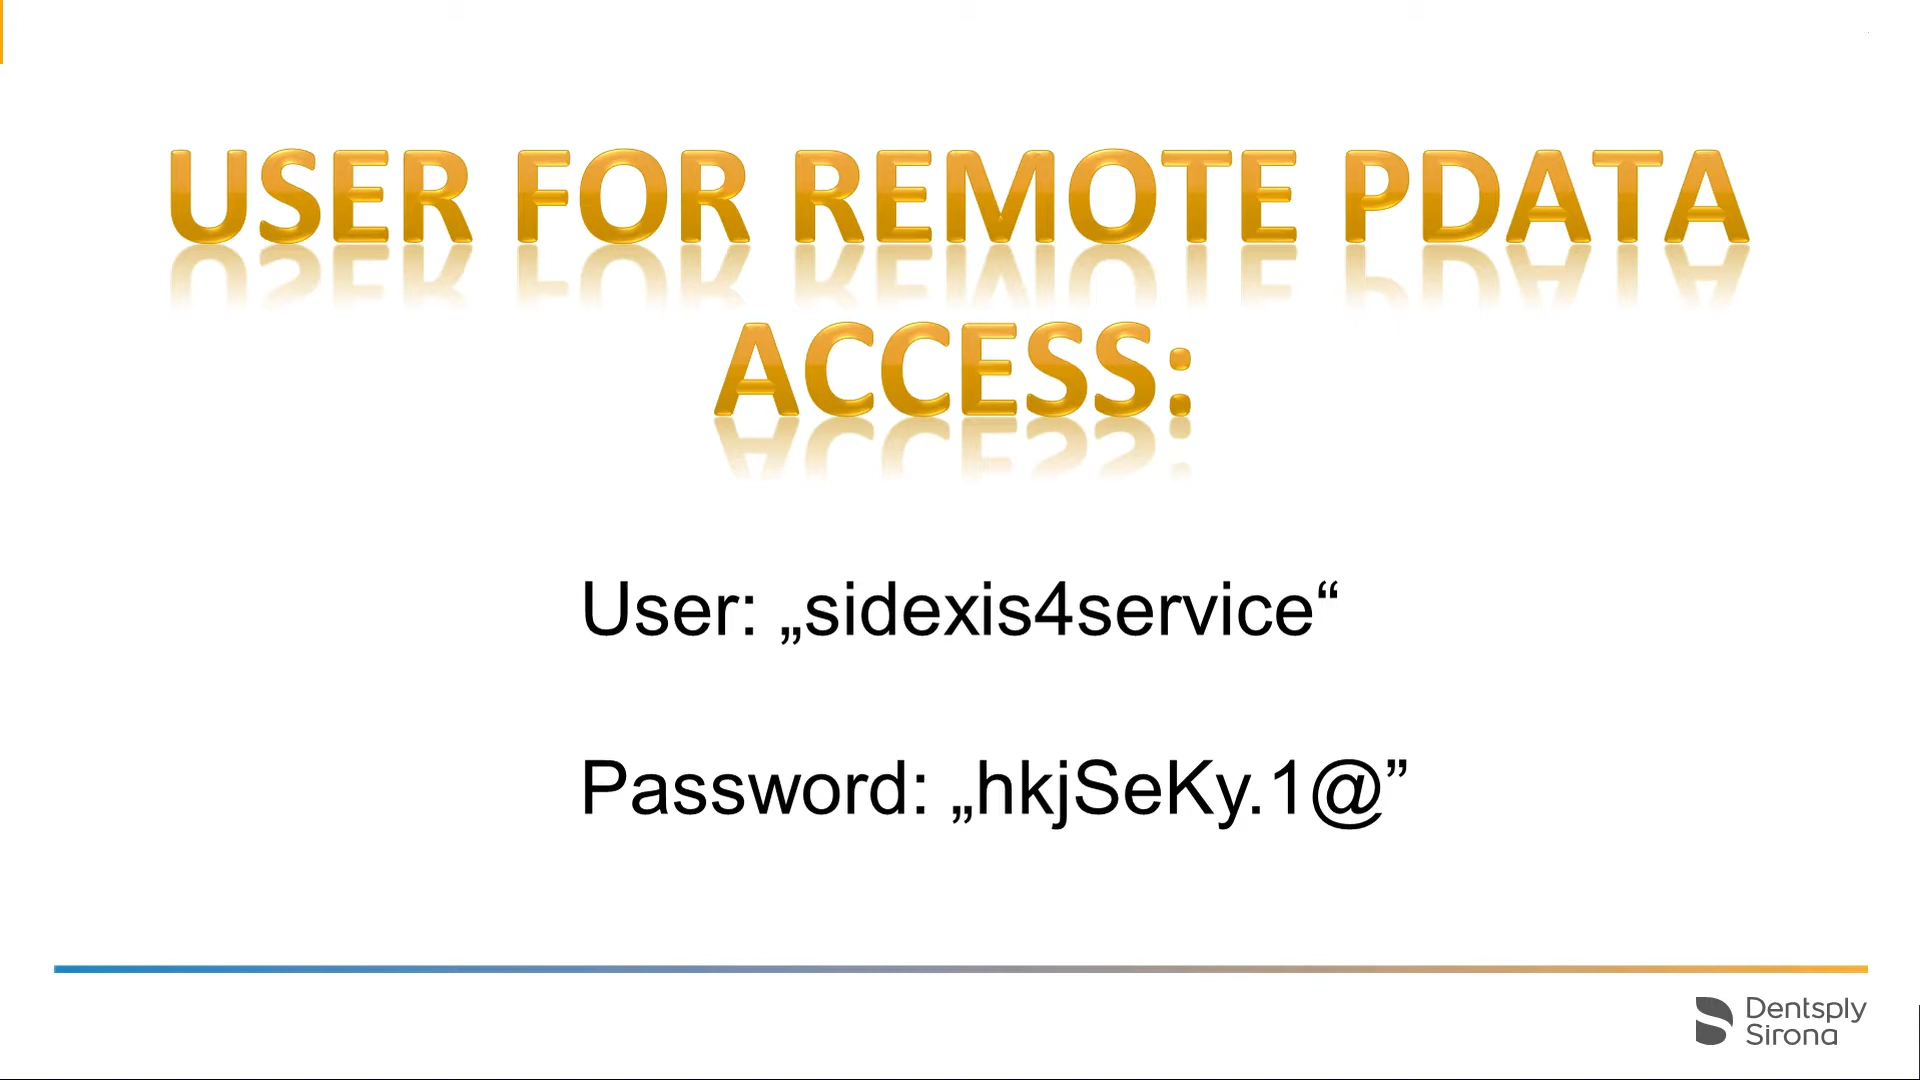 USER FOR REMOTE PDATA
ACCESS:
User: „sidexis4service“
Password: „hkjSeKy.1@”
Dentsply
Sirona